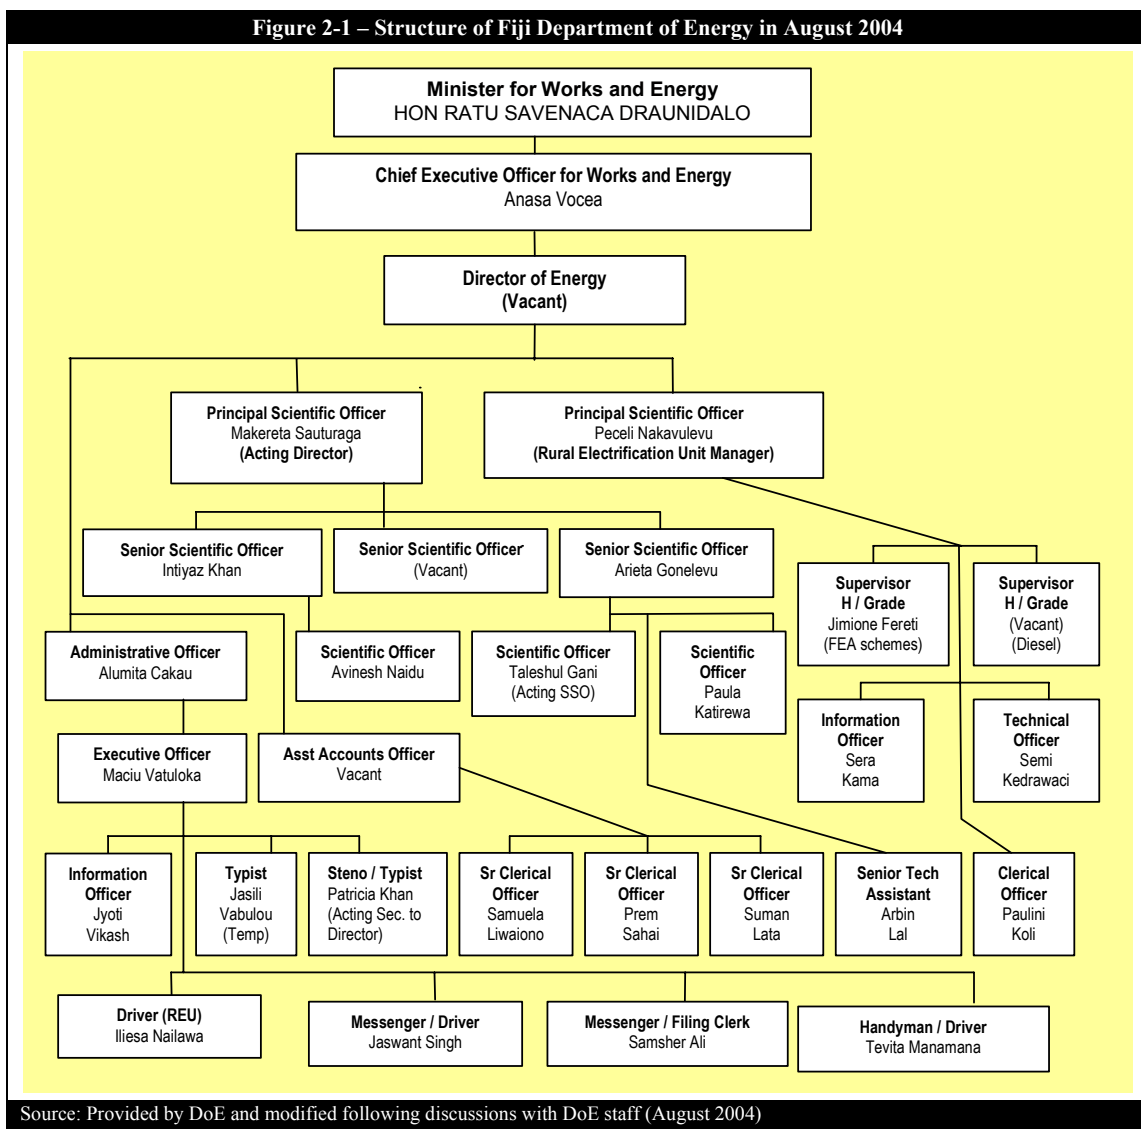 Figure 2-1 – Structure of Fiji Department of Energy in August 2004
Minister for Works and Energy
HON RATU SAVENACA DRAUNIDALO
Chief Executive Officer for Works and Energy
Anasa Vocea
Director of Energy
(Vacant)
Principal Scientific Officer
Makereta Sauturaga
(Acting Director)
Principal Scientific Officer
Peceli Nakavulevu
(Rural Electrification Unit Manager)
Senior Scientific Officer
Intiyaz Khan
Senior Scientific Officer
(Vacant)
Senior Scientific Officer
Arieta Gonelevu
Supervisor
H / Grade
Jimione Fereti
(FEA schemes)
Supervisor
H / Grade
(Vacant)
(Diesel)
Administrative Officer
Alumita Cakau
Scientific Officer
Avinesh Naidu
Scientific Officer
Taleshul Gani
(Acting SSO)
Scientific
Officer
Paula
Katirewa
Information
Officer
Sera
Kama
Technical
Officer
Semi
Kedrawaci
Executive Officer
Maciu Vatuloka
Asst Accounts Officer
Vacant
Information
Officer
Jyoti
Vikash
Typist
Jasili
Vabulou
(Temp)
Steno / Typist
Patricia Khan
(Acting Sec. to
Director)
Sr Clerical
Officer
Samuela
Liwaiono
Sr Clerical
Officer
Prem
Sahai
Sr Clerical
Officer
Suman
Lata
Senior Tech
Assistant
Arbin
Lal
Clerical
Officer
Paulini
Koli
Driver (REU)
Iliesa Nailawa
Messenger / Driver
Jaswant Singh
Messenger / Filing Clerk
Samsher Ali
Handyman / Driver
Tevita Manamana
Source: Provided by DoE and modified following discussions with DoE staff (August 2004)